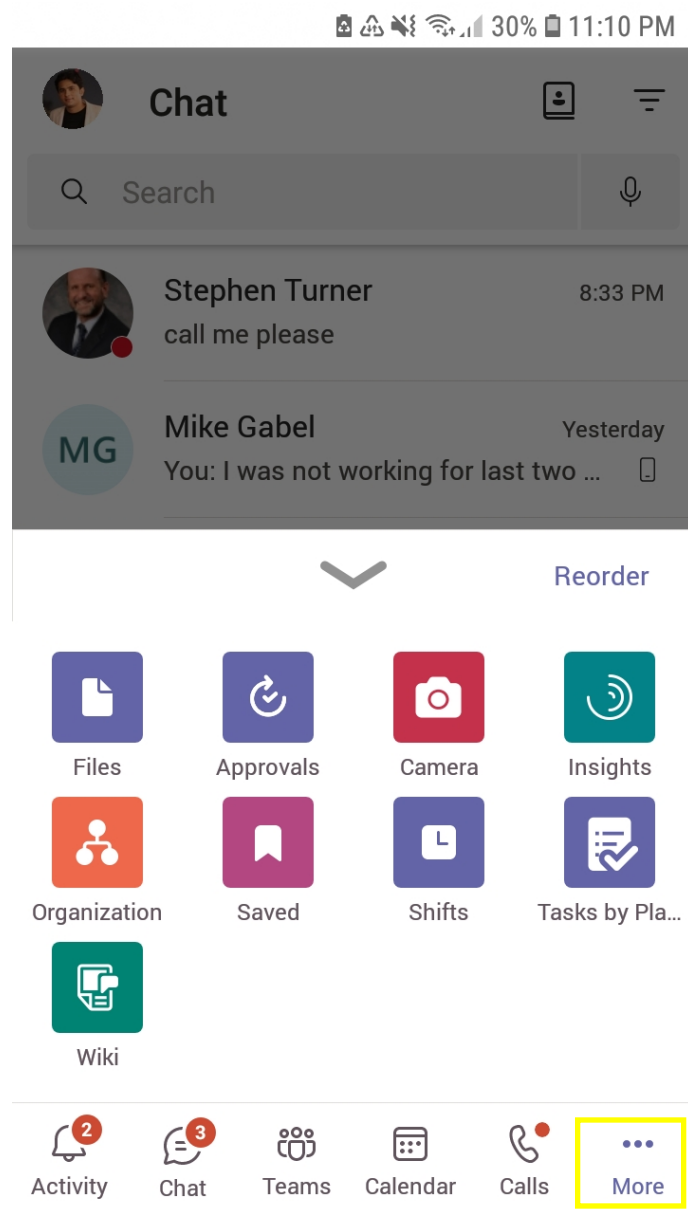 30% 11:10 PM
Chat
Search
Stephen Turner 8:33 PM
call me please
Mike Gabel Yesterday
MG
You: I was not working for last two ...
Reorder
Files Approvals Camera Insights
Organization Saved Shifts Tasks by Pla...
Wiki
2 3
Activity Chat Teams Calendar Calls More